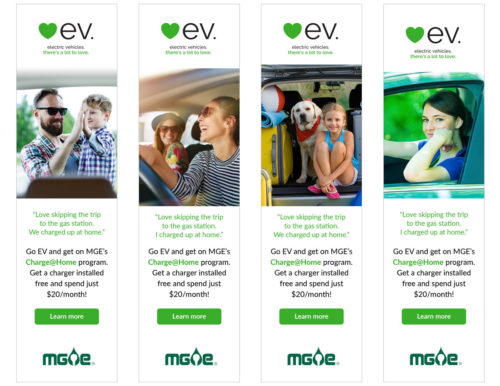 ev.
electric vehicles.
there's a lot to love.
"Love skipping the trip
to the gas station.
We charged up at home."
Go EV and get on MGE's
Charge@Home program.
Get a charger installed
free and spend just
$20/month!
Learn more
mge
ev.
electric vehicles.
there's a lot to love.
"Love skipping the trip
to the gas station.
I charged up at home."
Go EV and get on MGE's
Charge@Home program.
Get a charger installed
free and spend just
$20/month!
Learn more
mge
ev.
electric vehicles.
there's a lot to love.
"Love skipping the trip
to the gas station.
We charged up at home."
Go EV and get on MGE's
Charge@Home program.
Get a charger installed
free and spend just
$20/month!
Learn more
mge
ev.
electric vehicles.
there's a lot to love.
"Love skipping the trip
to the gas station.
I charged up at home."
Go EV and get on MGE's
Charge@Home program.
Get a charger installed
free and spend just
$20/month!
Learn more
mge